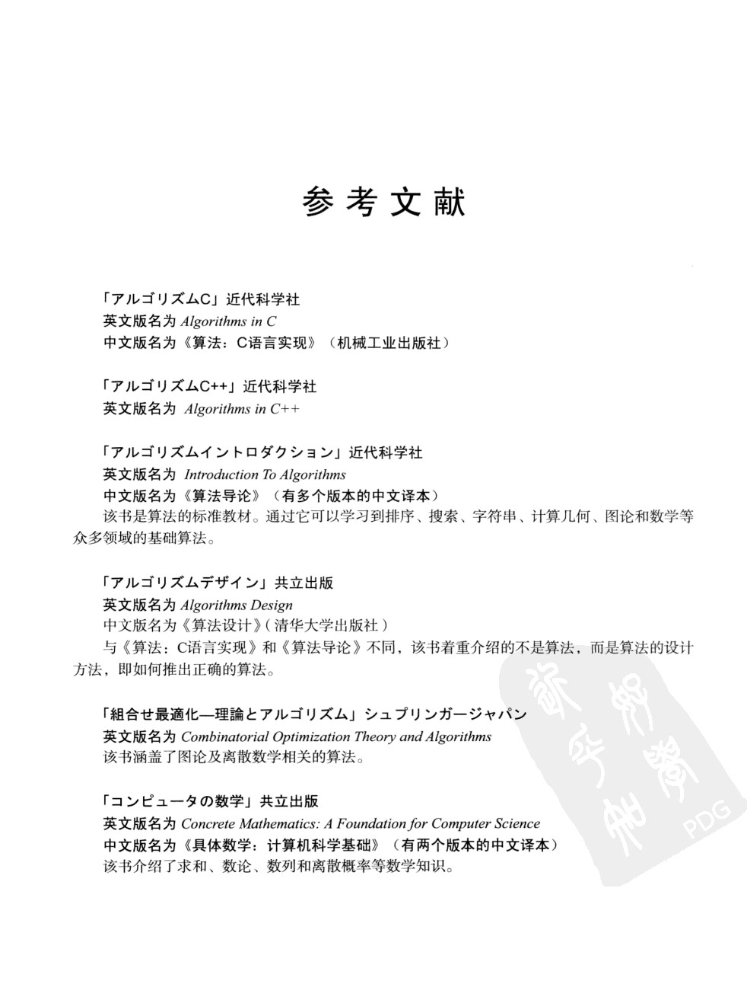 参考文献
「アルゴリズムC」近代科学社
英文版名为 Algorithms in C
中文版名为《算法：C语言实现》（机械工业出版社）
「アルゴリズムC++」近代科学社
英文版名为 Algorithms in C++
「アルゴリズムイントロダクション」近代科学社
英文版名为 Introduction To Algorithms
中文版名为《算法导论》（有多个版本的中文译本）
该书是算法的标准教材。通过它可以学习到排序、搜索、字符串、计算几何、图论和数学等
众多领域的基础算法。
「アルゴリズムデザイン」共立出版
英文版名为 Algorithms Design
中文版名为《算法设计》（清华大学出版社）
与《算法：C语言实现》和《算法导论》不同，该书着重介绍的不是算法，而是算法的设计
方法，即如何推出正确的算法。
「組合せ最適化—理論とアルゴリズム」シュプリンガージャパン
英文版名为 Combinatorial Optimization Theory and Algorithms
该书涵盖了图论及离散数学相关的算法。
「コンピュータの数学」共立出版
英文版名为 Concrete Mathematics: A Foundation for Computer Science
中文版名为《具体数学：计算机科学基础》（有两个版本的中文译本）
该书介绍了求和、数论、数列和离散概率等数学知识。
PDG